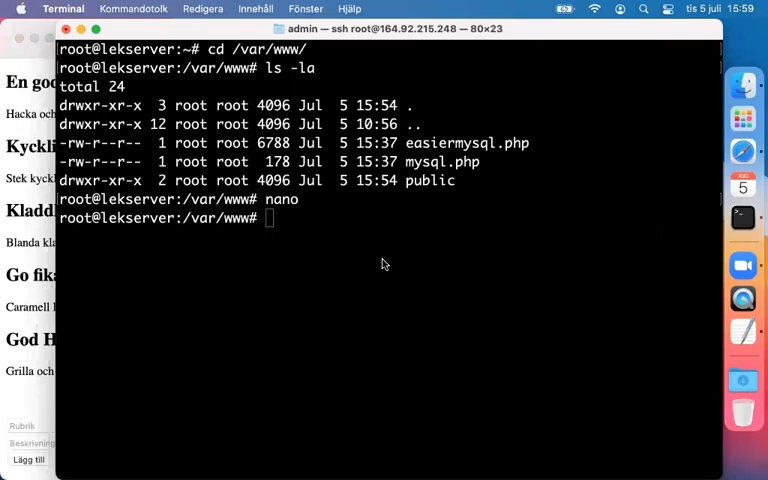 Terminal Kommandotolk Redigera Innehåll Fönster Hjälp tis 5 juli 15:59
admin — ssh root@164.92.215.248 — 80×23
root@lekserver:~# cd /var/www/
root@lekserver:/var/www# ls -la
total 24
drwxr-xr-x 3 root root 4096 Jul 5 15:54 .
drwxr-xr-x 12 root root 4096 Jul 5 10:56 ..
-rw-r--r-- 1 root root 6788 Jul 5 15:37 easiermysql.php
-rw-r--r-- 1 root root 178 Jul 5 15:37 mysql.php
drwxr-xr-x 2 root root 4096 Jul 5 15:54 public
root@lekserver:/var/www# nano
root@lekserver:/var/www#
En goo
Hacka och
Kyckli
Stek kyckl
Kladdl
Blanda kla
Go fika
Caramell l
God H
Grilla och
Rubrik
Beskrivning
Lägg till
JULI
5